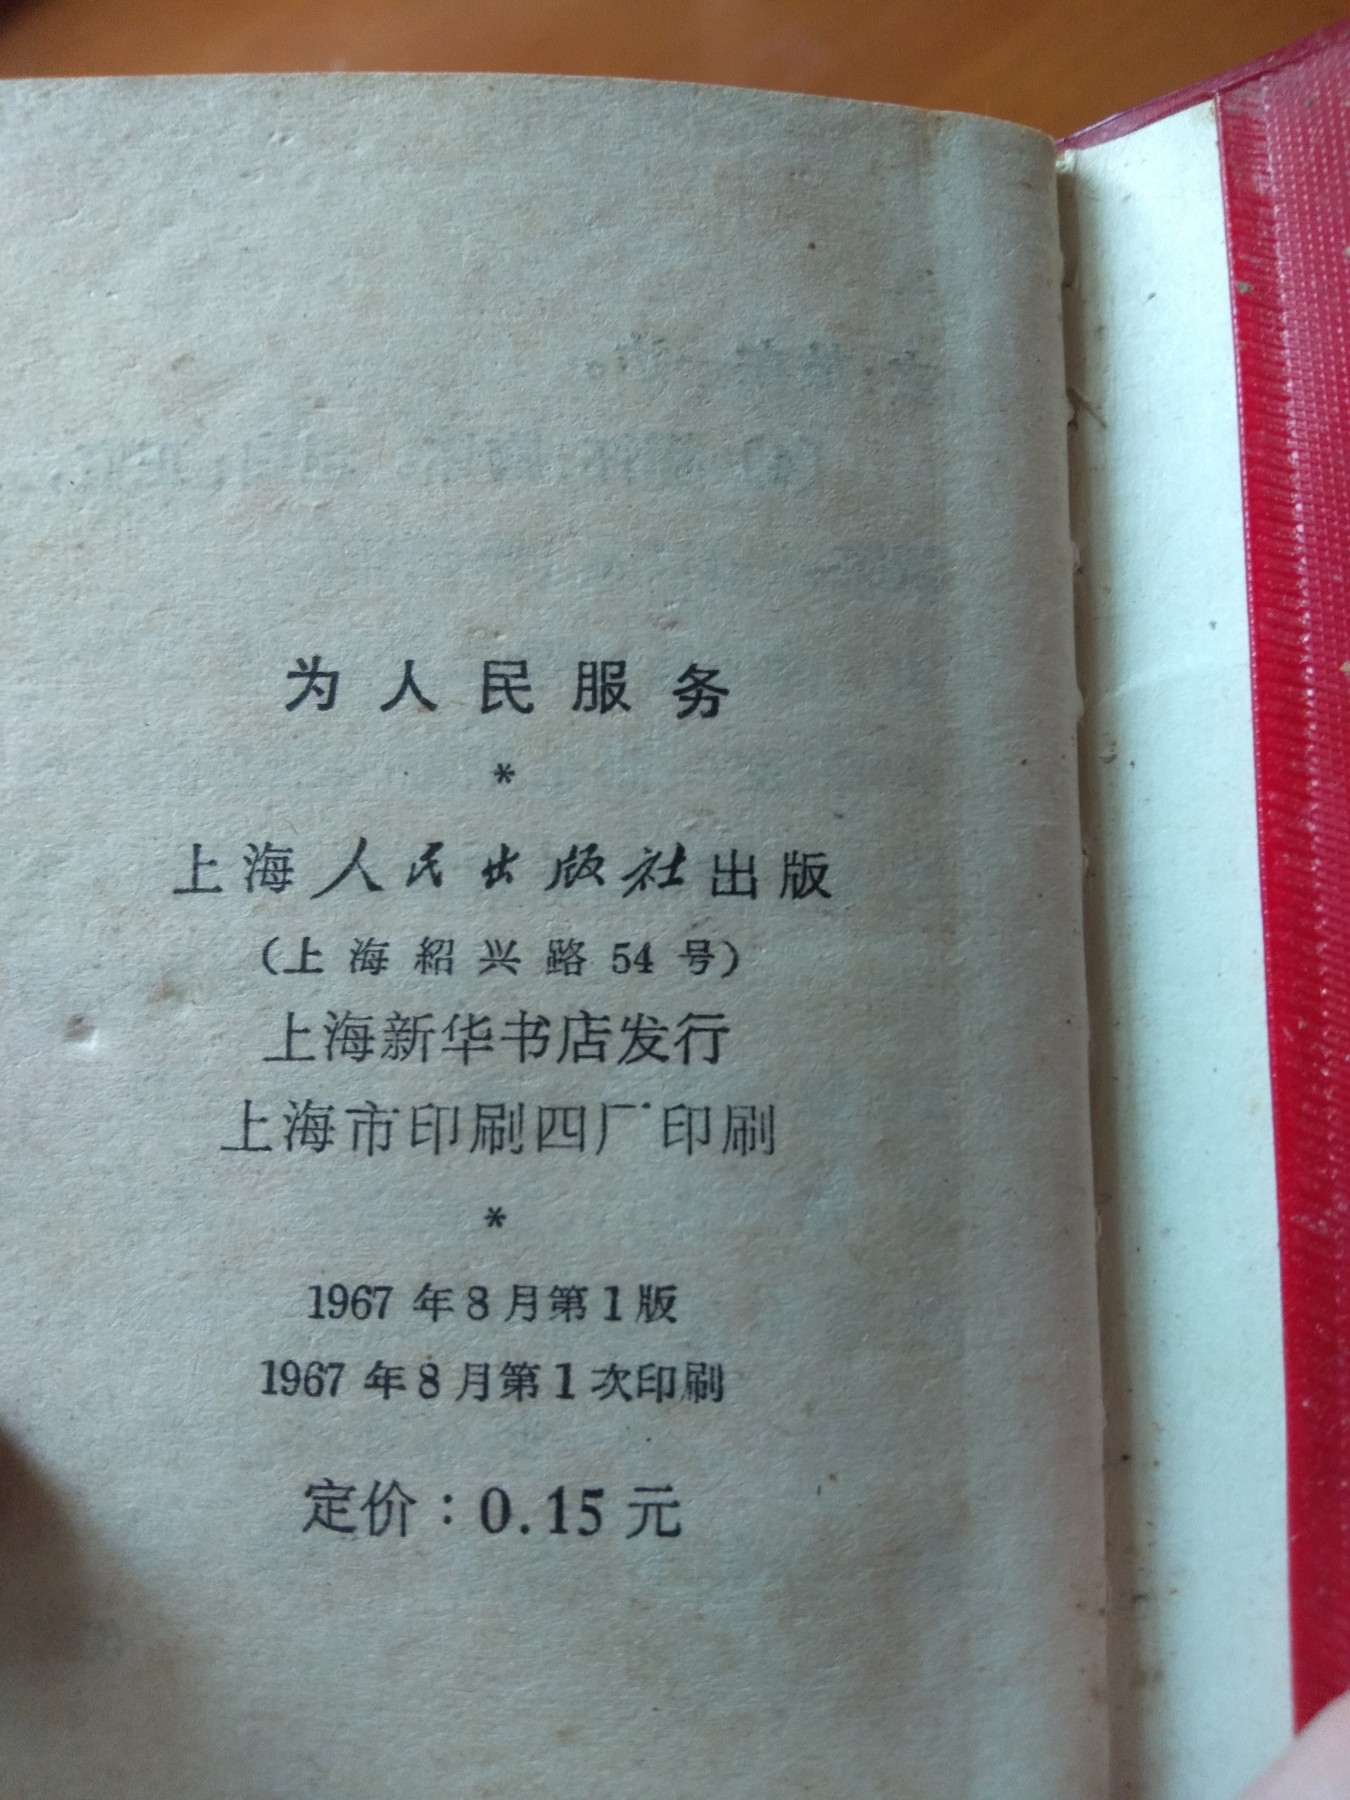 为人民服务
*
上海人民出版社出版
(上海紹兴路54号)
上海新华书店发行
上海市印刷四厂印刷
*
1967年8月第1版
1967年8月第1次印刷
定价：0.15元